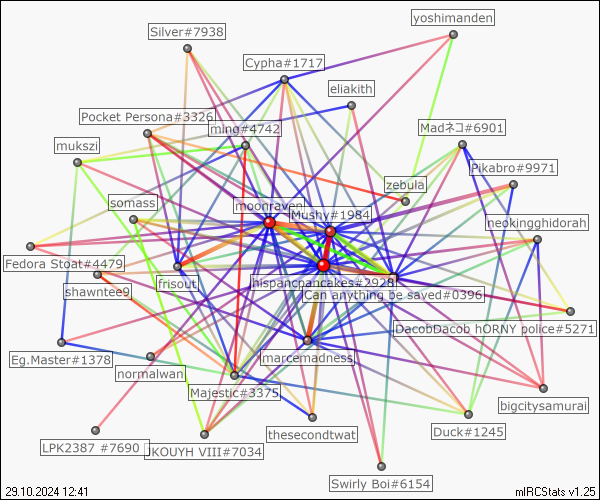 yoshimanden
Silver#7938
Cypha#1717
eliakith
Pocket Persona#3326
ming#4742
Madネコ#6901
mukszi
Pikabro#9971
zebula
somass
moonraven
Mushy#1984
neokingghidorah
Fedora Stoat#4479
frisout
hispancpancakes#2928
shawntee9
Can anything be saved#0396
DacobDacob hORNY police#5271
Eg.Master#1378
marcemadness
normalwan
Majestic#3375
bigcitysamurai
LPK2387 #7690
JKOUYH VIII#7034
thesecondtwat
Duck#1245
Swirly Boi#6154
29.10.2024 12:41
mIRCStats v1.25